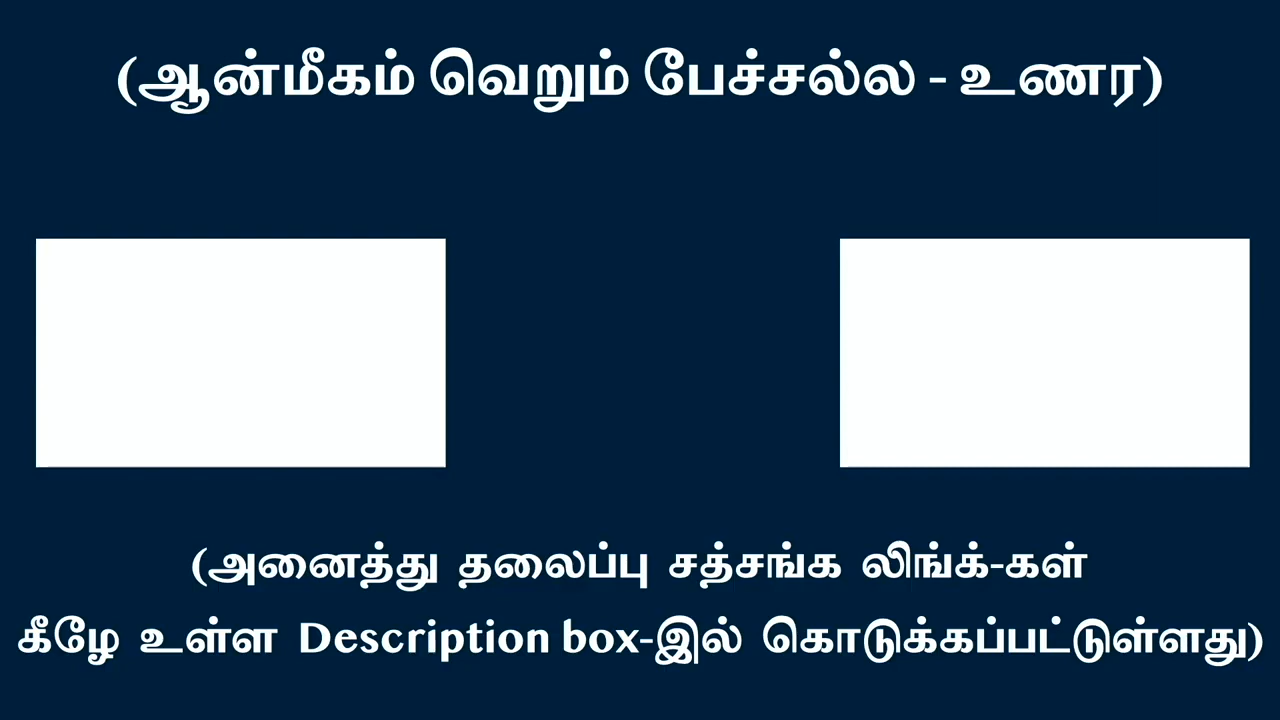 (ஆன்மீகம் வெறும் பேச்சல்ல - உணர)
(அனைத்து தலைப்பு சத்சங்க லிங்க்-கள்
கீழே உள்ள Description box-இல் கொடுக்கப்பட்டுள்ளது)